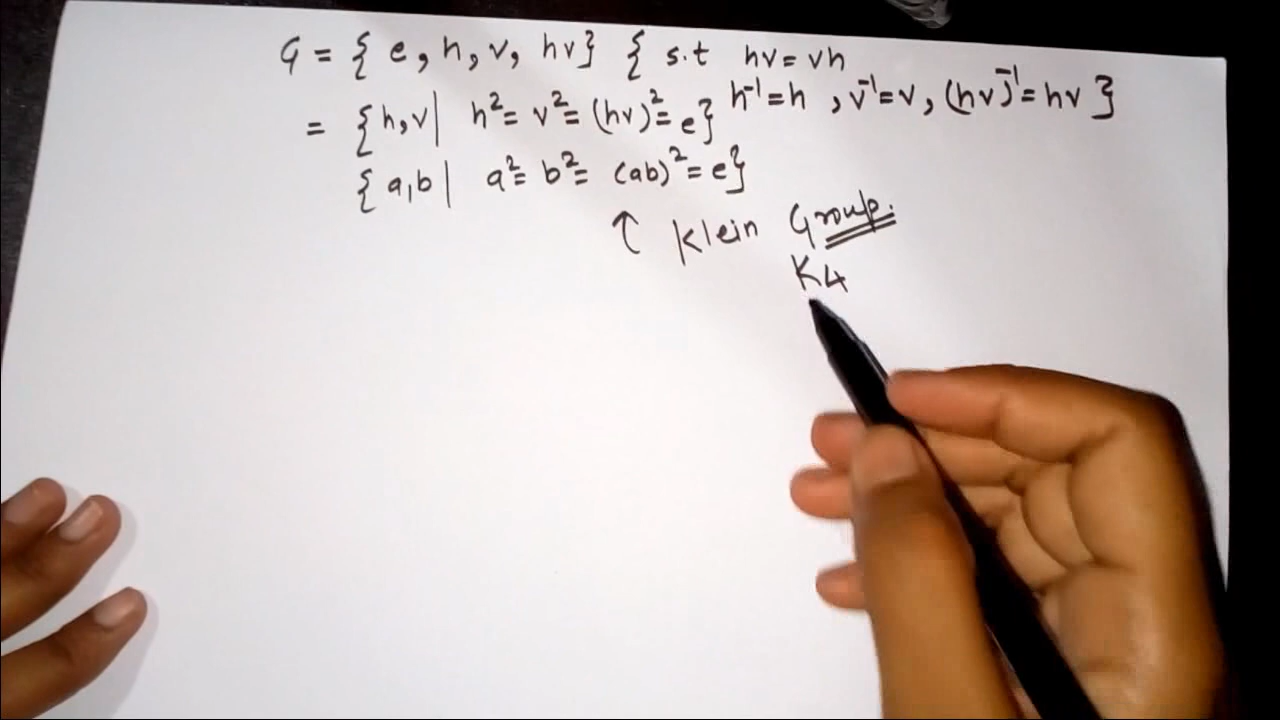 G = { e, h, v, hv} { s.t hv = vh
h⁻¹=h , v⁻¹=v, (hv)⁻¹=hv }
= {h,v| h²= v²= (hv)²= e}
{a,b| a²= b²= (ab)²= e}
↑ Klein Group.
K4